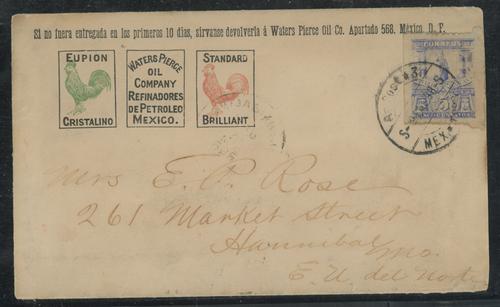 Si no fuera entregada en los primeros 10 dias, sirvanse devolverla á Waters Pierce Oil Co. Apartado 568. México. D. F.
EUPION
CRISTALINO
WATERS PIERCE
OIL
COMPANY
REFINADORES
DE PETROLEO
MEXICO.
STANDARD
BRILLIANT
CORREOS
MEX
Mrs E. P. Rose
261 Market Street
Hannibal
Mo.
E. U. del Norte